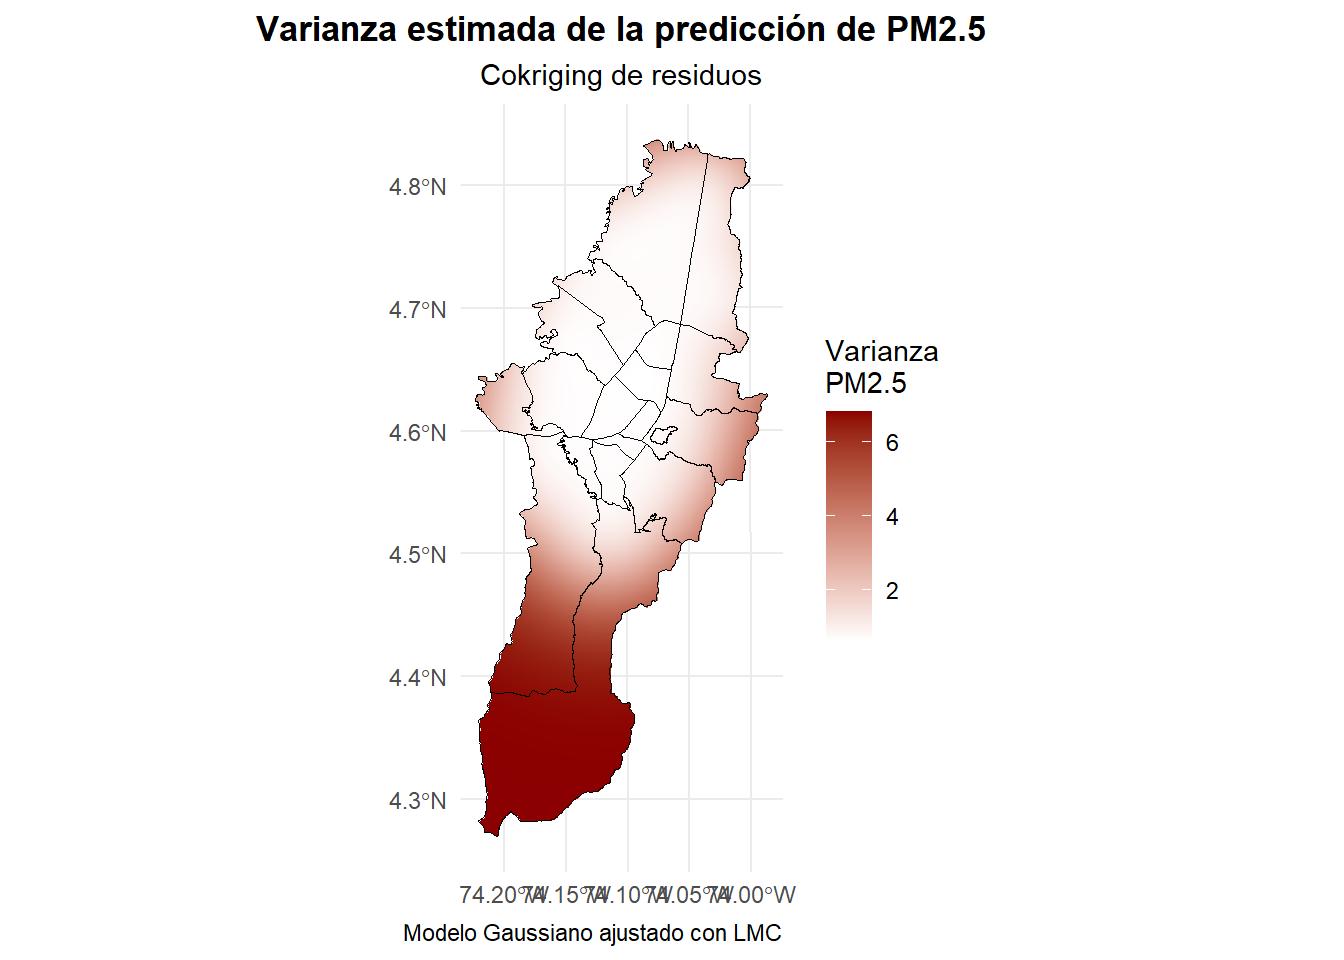 Varianza estimada de la predicción de PM2.5
Cokriging de residuos
4.8°N
4.7°N
4.6°N
4.5°N
4.4°N
4.3°N
74.20°W 74.15°W 74.10°W 74.05°W 74.00°W
Varianza
PM2.5
6
4
2
Modelo Gaussiano ajustado con LMC